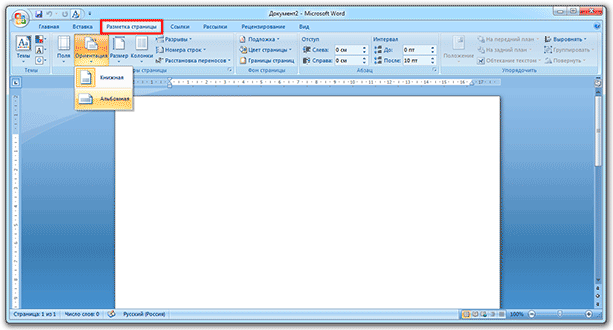 Документ2 - Microsoft Word
Главная Вставка Разметка страницы Ссылки Рассылки Рецензирование Вид
Темы Поля Ориентация Размер Колонки
Разрывы
Номера строк
Расстановка переносов
Подложка
Цвет страницы
Границы страниц
Отступ
Слева: 0 см
Справа: 0 см
Интервал
До: 0 пт
После: 10 пт
Положение
На передний план
На задний план
Обтекание текстом
Выровнять
Группировать
Повернуть
Темы страницы Фон страницы Абзац Упорядочить
Книжная
Альбомная
Страница: 1 из 1 Число слов: 0 Русский (Россия) 100%